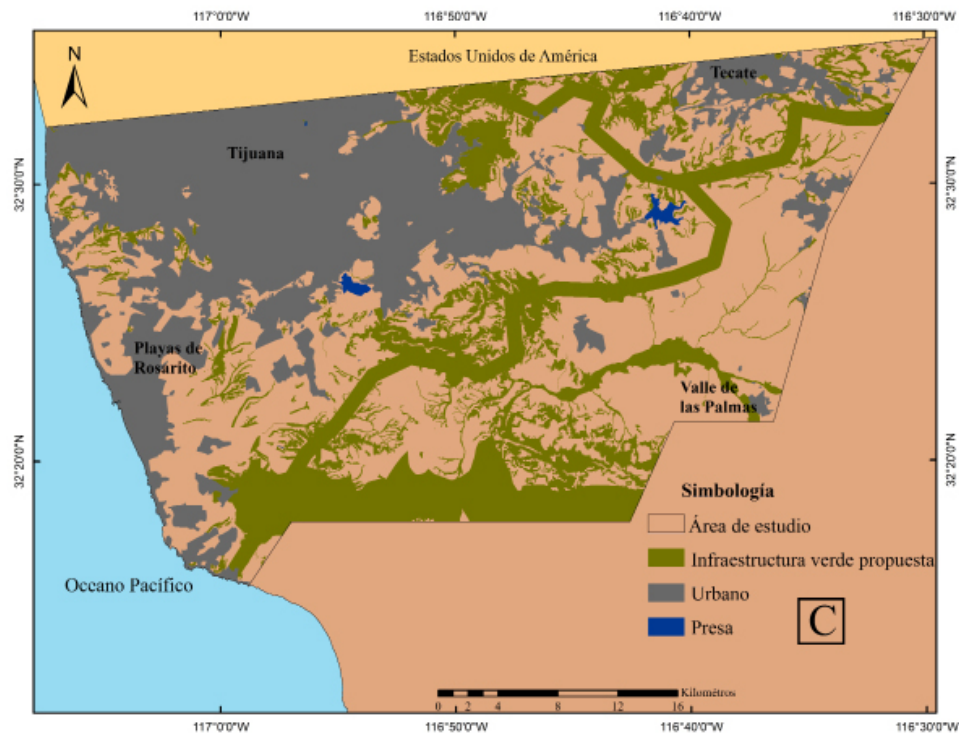 117°0'0"W 116°50'0"W 116°40'0"W 116°30'0"W
N
Estados Unidos de América
Tecate
Tijuana
32°30'0"N 32°30'0"N
Playas de
Rosarito
Valle de
las Palmas
32°20'0"N 32°20'0"N
Simbología
Área de estudio
Infraestructura verde propuesta
Urbano
Presa
Occeano Pacífico
C
Kilométros
0 2 4 8 12 16
117°0'0"W 116°50'0"W 116°40'0"W 116°30'0"W